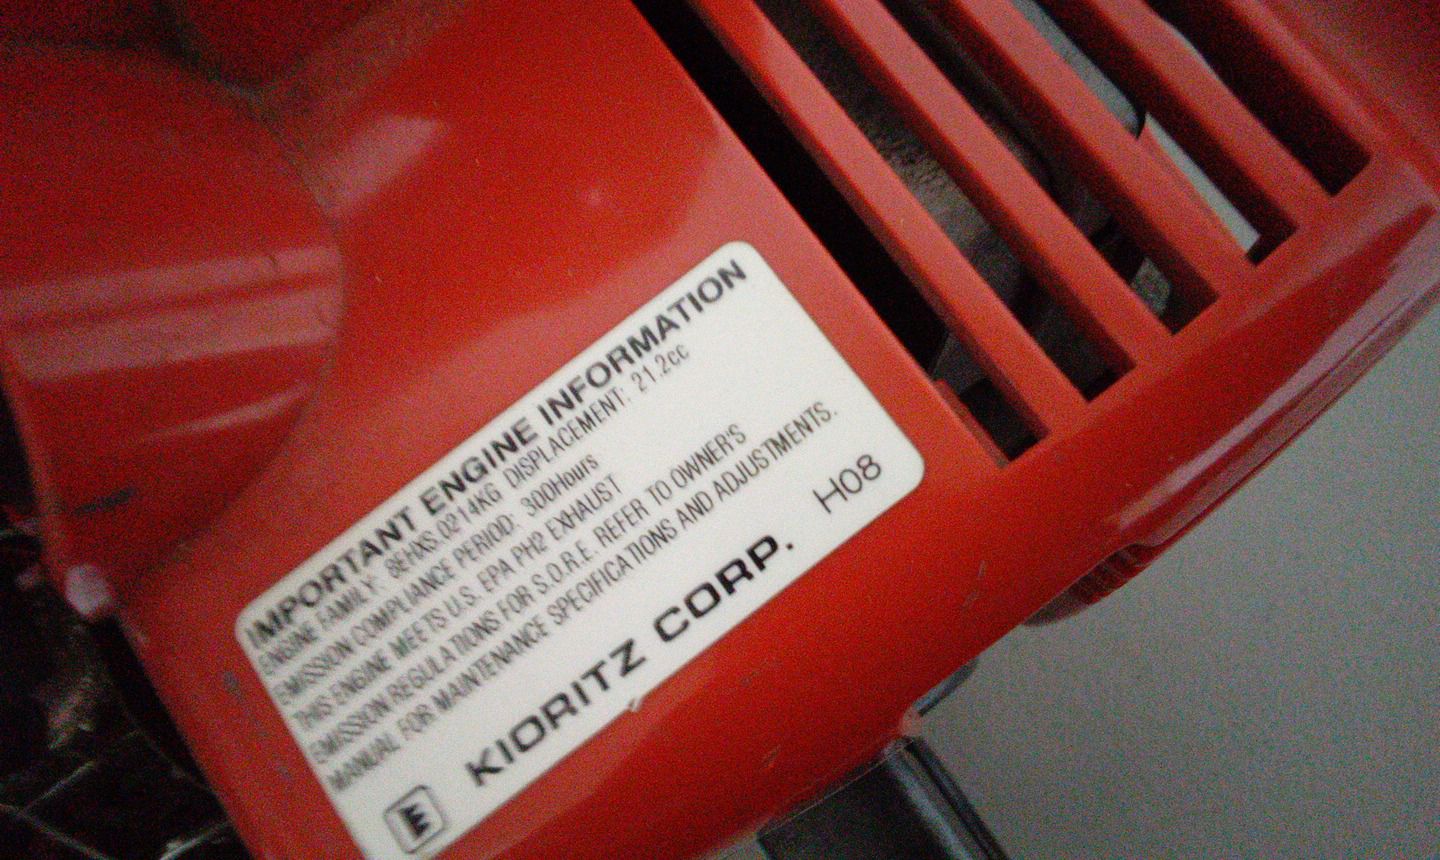 IMPORTANT ENGINE INFORMATION
ENGINE FAMILY: 8EHXS.0214KG DISPLACEMENT: 21.2cc
EMISSION COMPLIANCE PERIOD: 300Hours
THIS ENGINE MEETS U.S. EPA PH2 EXHAUST
EMISSION REGULATIONS FOR S.O.R.E. REFER TO OWNER'S
MANUAL FOR MAINTENANCE SPECIFICATIONS AND ADJUSTMENTS.
E KIORITZ CORP. H08